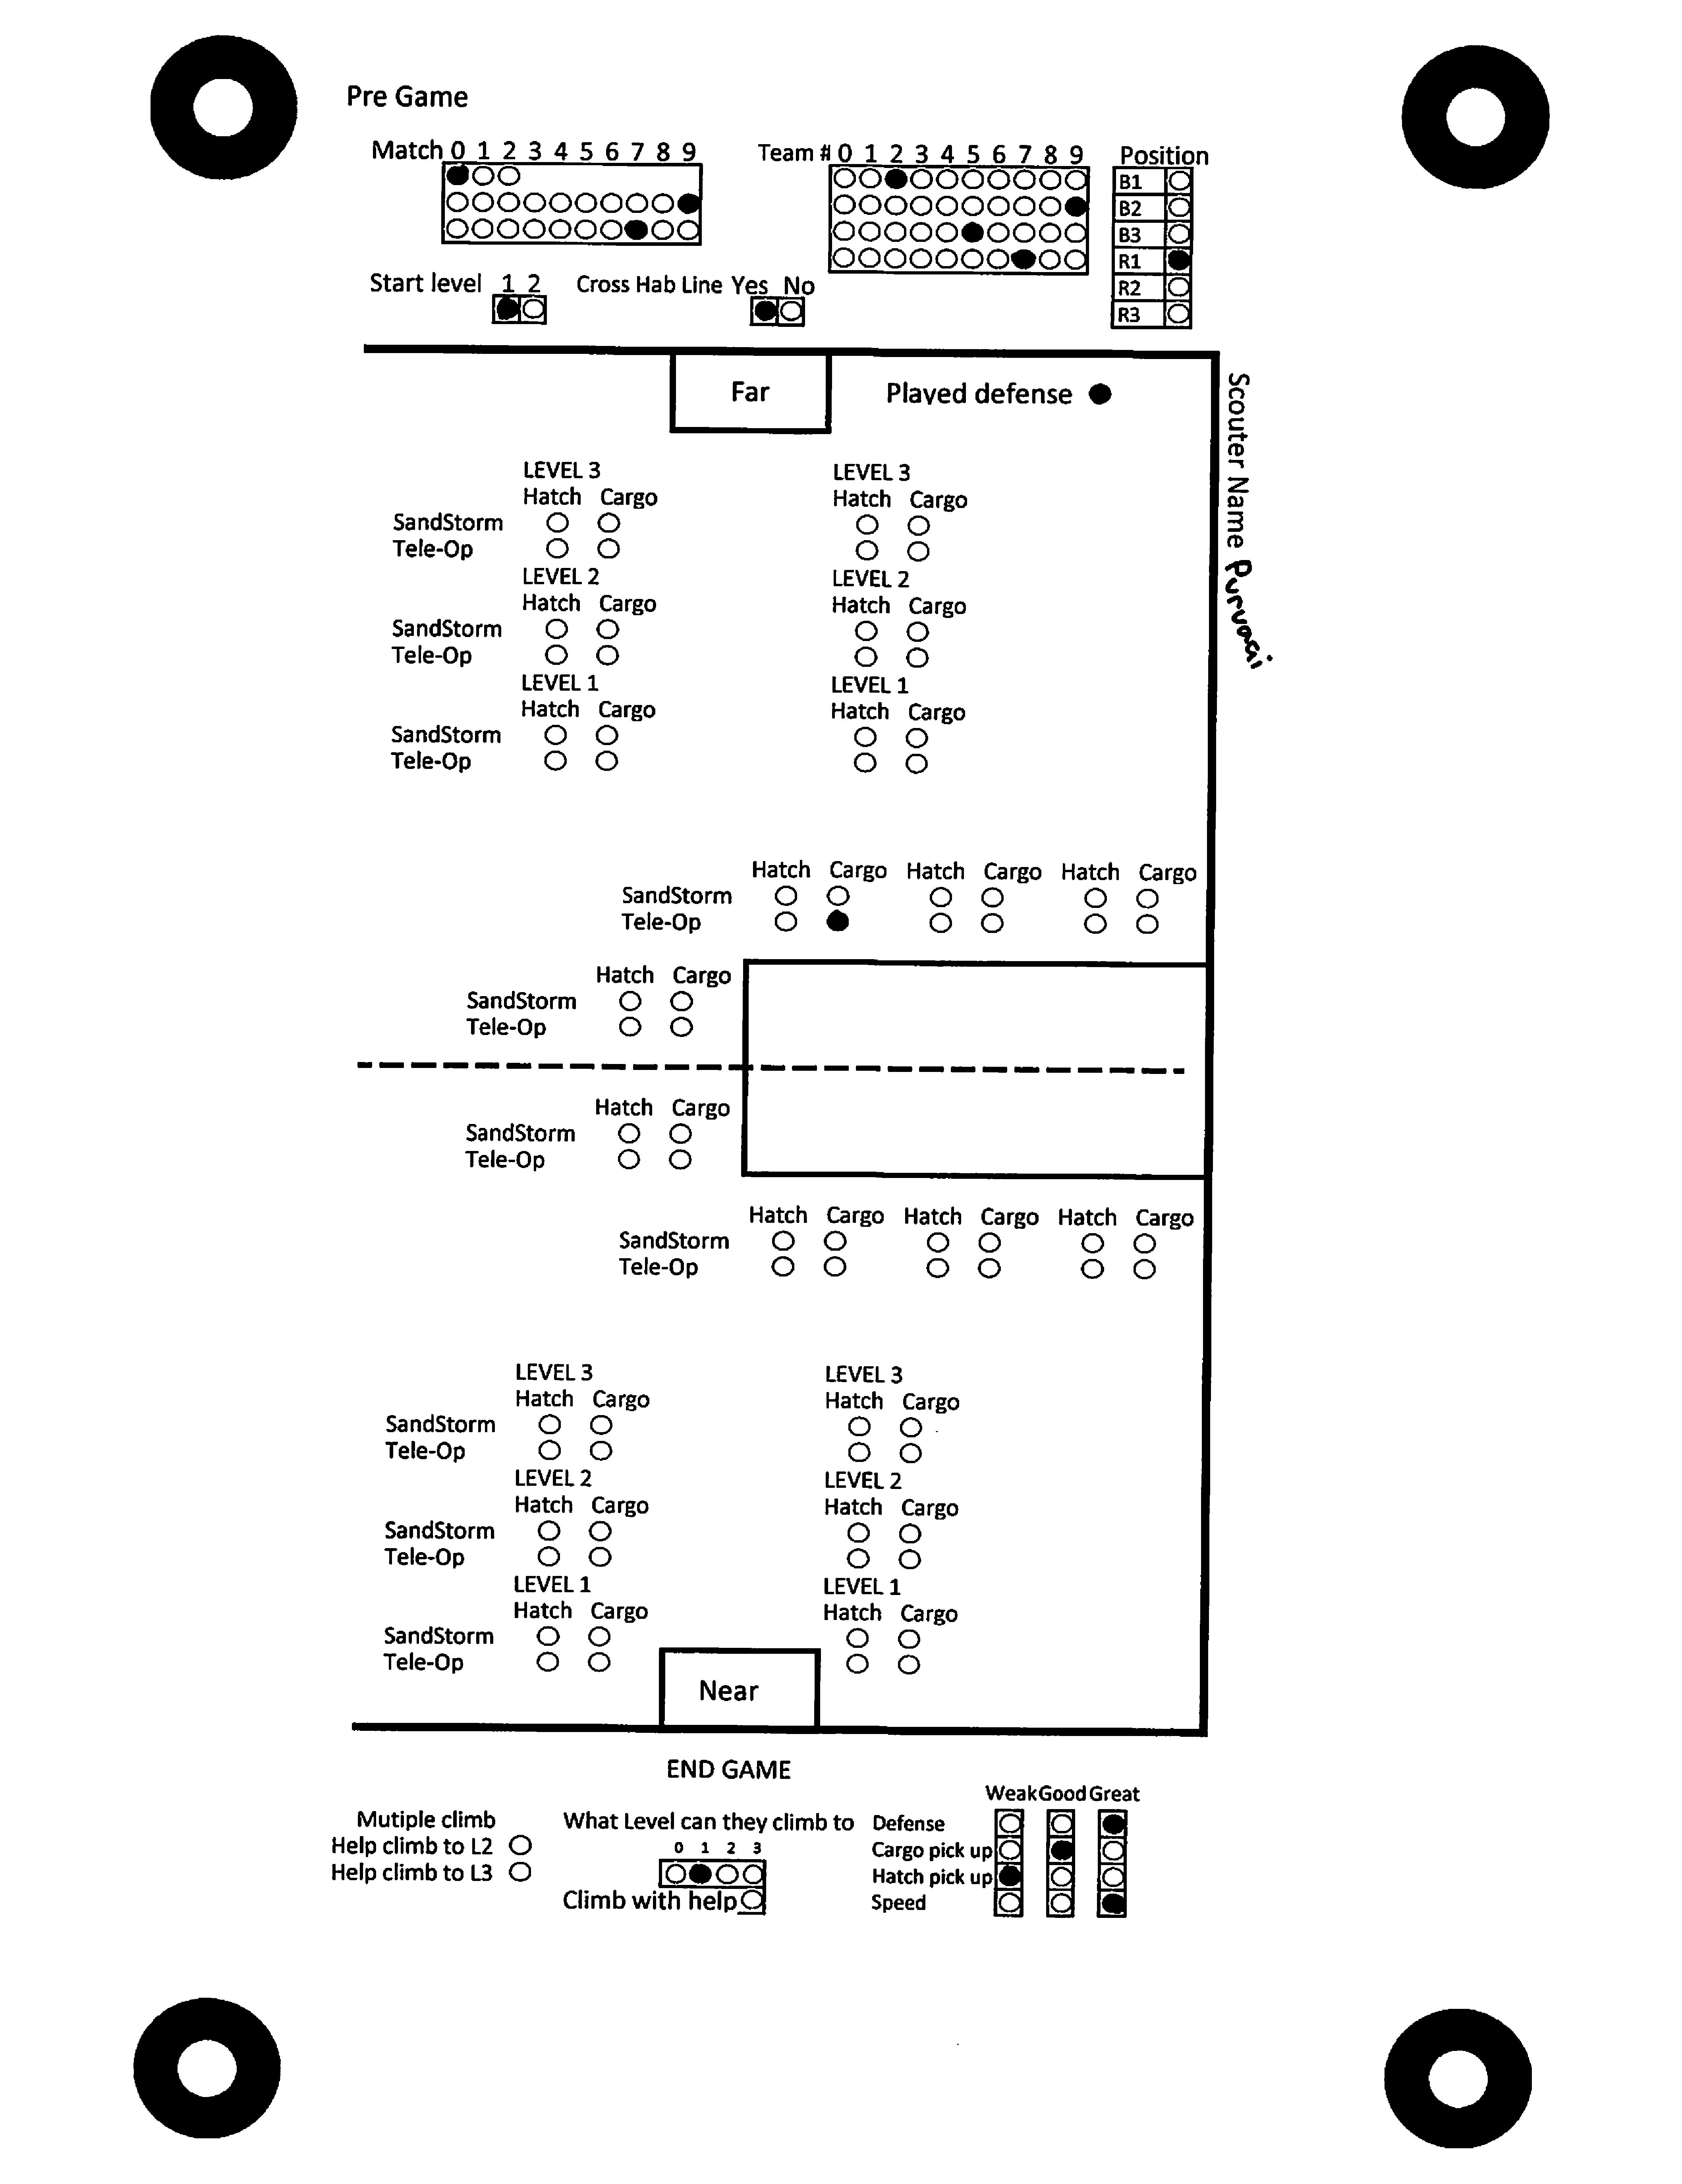 Pre Game
Match 0 1 2 3 4 5 6 7 8 9
Team # 0 1 2 3 4 5 6 7 8 9
Position
B1
B2
B3
R1
R2
R3
Start level 1 2
Cross Hab Line Yes No
Far
Played defense
Scouter Name
LEVEL 3 LEVEL 3
Hatch Cargo Hatch Cargo
SandStorm
Tele-Op
LEVEL 2 LEVEL 2
Hatch Cargo Hatch Cargo
SandStorm
Tele-Op
LEVEL 1 LEVEL 1
Hatch Cargo Hatch Cargo
SandStorm
Tele-Op
Hatch Cargo Hatch Cargo Hatch Cargo
SandStorm
Tele-Op
Hatch Cargo
SandStorm
Tele-Op
Hatch Cargo
SandStorm
Tele-Op
Hatch Cargo Hatch Cargo Hatch Cargo
SandStorm
Tele-Op
LEVEL 3 LEVEL 3
Hatch Cargo Hatch Cargo
SandStorm
Tele-Op
LEVEL 2 LEVEL 2
Hatch Cargo Hatch Cargo
SandStorm
Tele-Op
LEVEL 1 LEVEL 1
Hatch Cargo Hatch Cargo
SandStorm
Tele-Op
Near
END GAME
Mutiple climb
Help climb to L2
Help climb to L3
What Level can they climb to
0 1 2 3
Climb with help
Weak Good Great
Defense
Cargo pick up
Hatch pick up
Speed